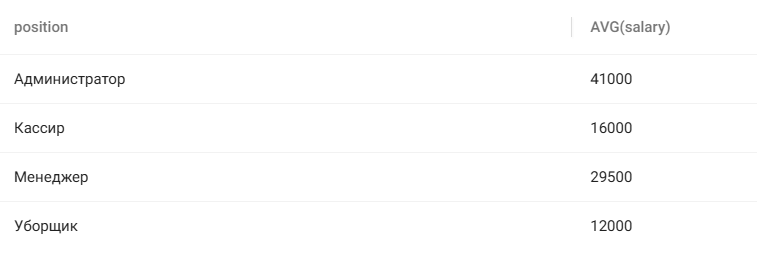 position AVG(salary)
Администратор 41000
Кассир 16000
Менеджер 29500
Уборщик 12000